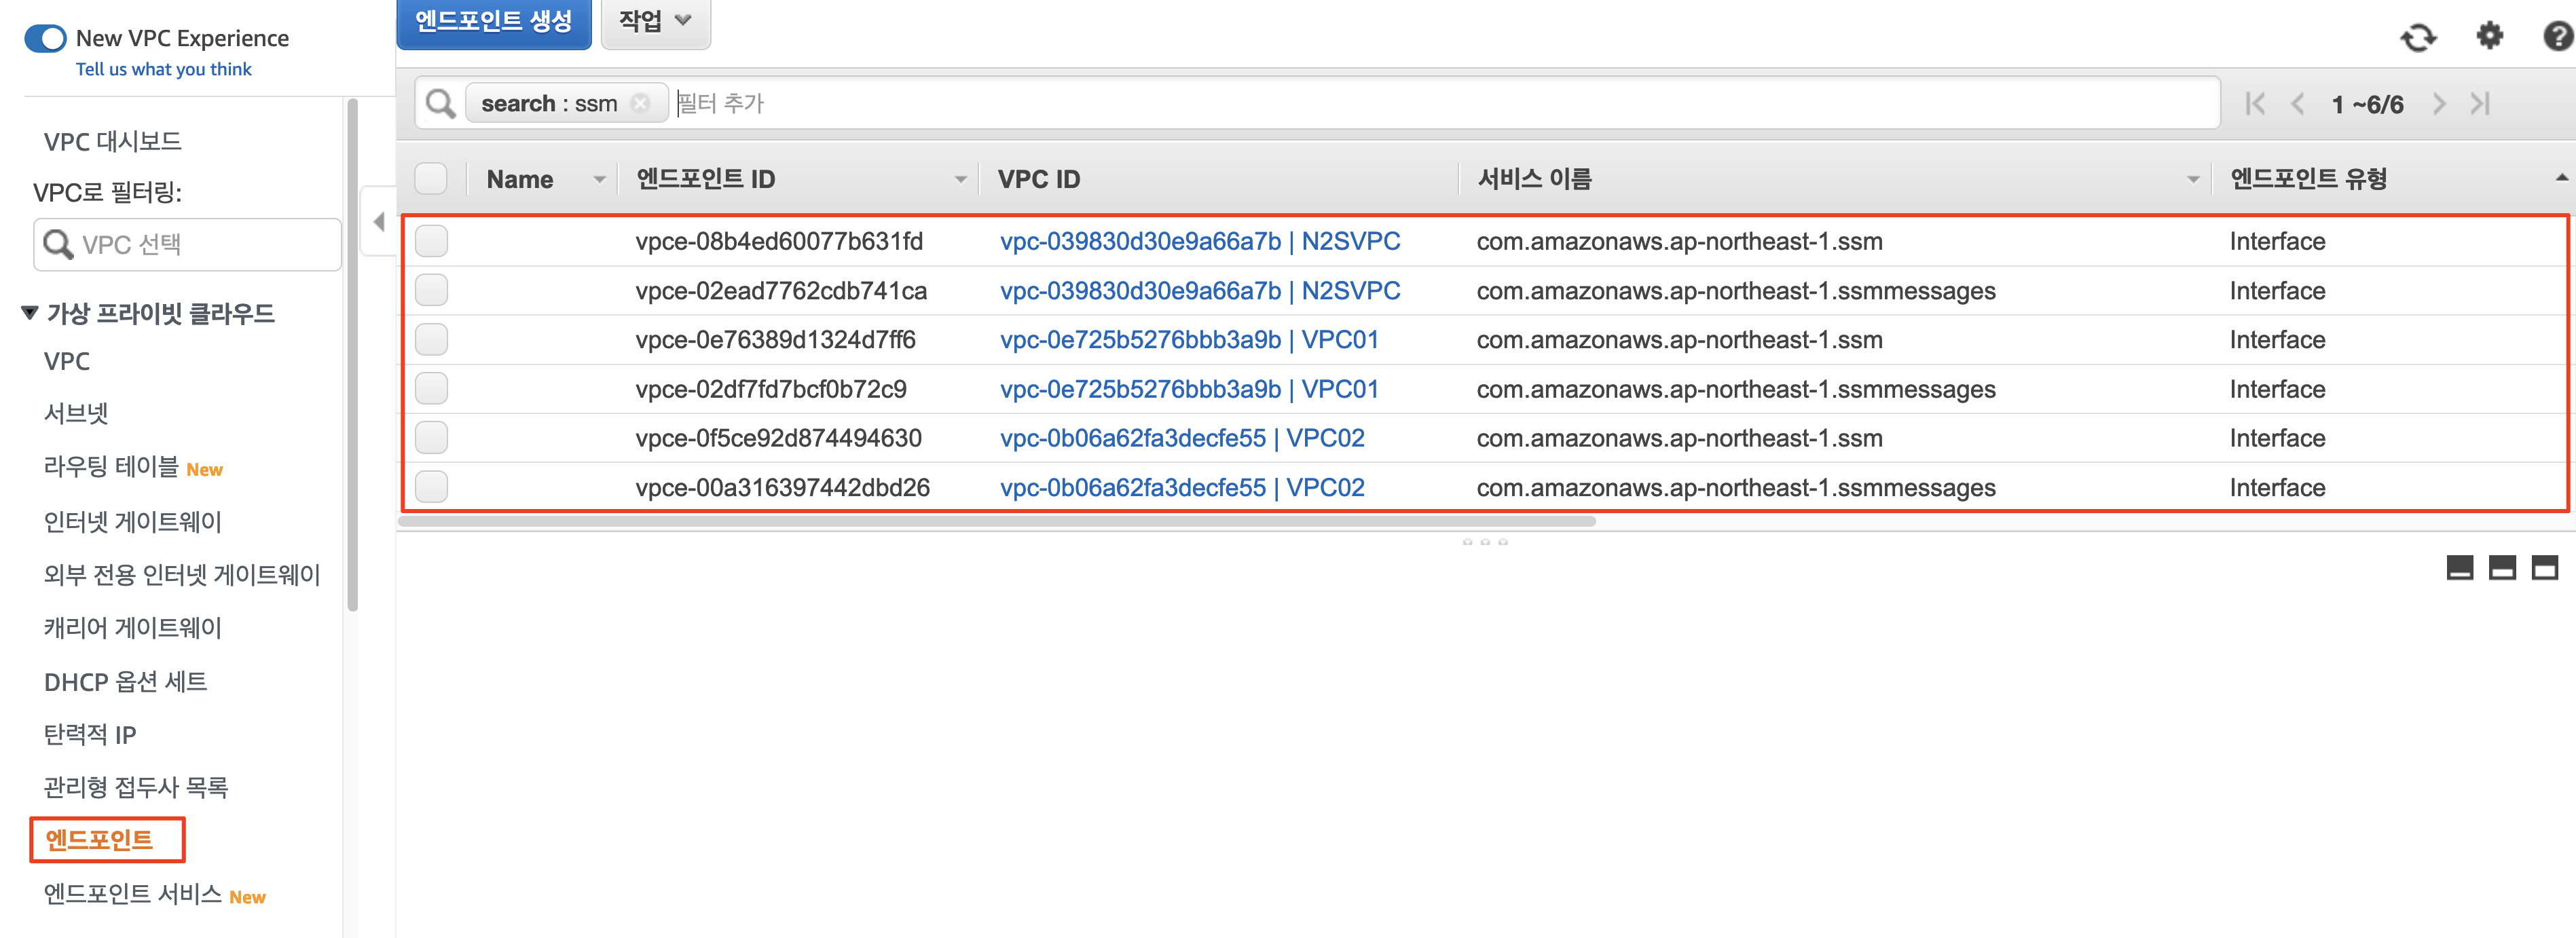 New VPC Experience
Tell us what you think
VPC 대시보드
VPC로 필터링:
VPC 선택
가상 프라이빗 클라우드
VPC
서브넷
라우팅 테이블 New
인터넷 게이트웨이
외부 전용 인터넷 게이트웨이
캐리어 게이트웨이
DHCP 옵션 세트
탄력적 IP
관리형 접두사 목록
엔드포인트
엔드포인트 서비스 New
엔드포인트 생성 작업
search : ssm 필터 추가 1 ~6/6
Name 엔드포인트 ID VPC ID 서비스 이름 엔드포인트 유형
vpce-08b4ed60077b631fd vpc-039830d30e9a66a7b | N2SVPC com.amazonaws.ap-northeast-1.ssm Interface
vpce-02ead7762cdb741ca vpc-039830d30e9a66a7b | N2SVPC com.amazonaws.ap-northeast-1.ssmmessages Interface
vpce-0e76389d1324d7ff6 vpc-0e725b5276bbb3a9b | VPC01 com.amazonaws.ap-northeast-1.ssm Interface
vpce-02df7fd7bcf0b72c9 vpc-0e725b5276bbb3a9b | VPC01 com.amazonaws.ap-northeast-1.ssmmessages Interface
vpce-0f5ce92d874494630 vpc-0b06a62fa3decfe55 | VPC02 com.amazonaws.ap-northeast-1.ssm Interface
vpce-00a316397442dbd26 vpc-0b06a62fa3decfe55 | VPC02 com.amazonaws.ap-northeast-1.ssmmessages Interface